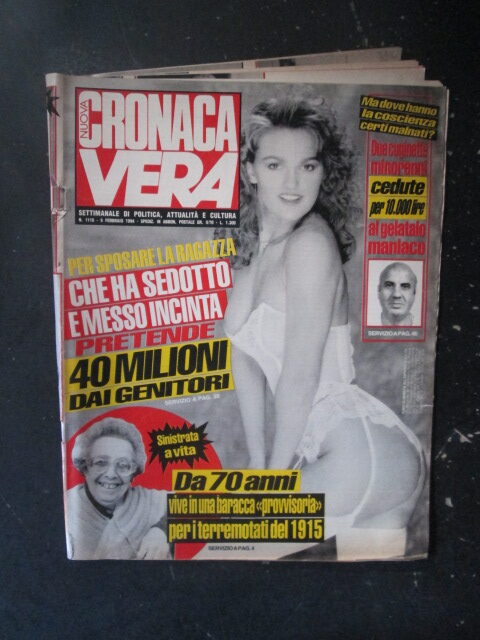 NUOVA
CRONACA
VERA
SETTIMANALE DI POLITICA, ATTUALITÀ E CULTURA
PER SPOSARE LA RAGAZZA
CHE HA SEDOTTO
E MESSO INCINTA
PRETENDE
40 MILIONI
DAI GENITORI
SERVIZIO A PAG.
Ma dove hanno
la coscienza
certi malnati?
Due cuginette
minorenni
cedute
per 10.000 lire
al gelataio
maniaco
SERVIZIO A PAG.
Sinistrata
a vita
Da 70 anni
vive in una baracca «provvisoria»
per i terremotati del 1915
SERVIZIO A PAG. 4